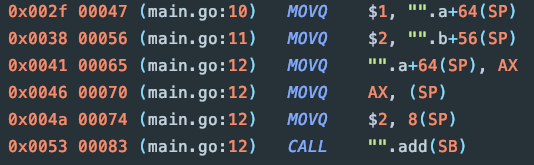 0x002f 00047 (main.go:10) MOVQ $1, "".a+64(SP)
0x0038 00056 (main.go:11) MOVQ $2, "".b+56(SP)
0x0041 00065 (main.go:12) MOVQ "".a+64(SP), AX
0x0046 00070 (main.go:12) MOVQ AX, (SP)
0x004a 00074 (main.go:12) MOVQ $2, 8(SP)
0x0053 00083 (main.go:12) CALL "".add(SB)